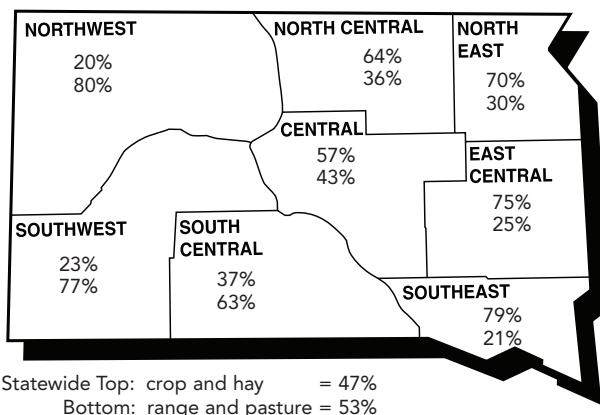 NORTHWEST
20%
80%
NORTH CENTRAL
64%
36%
NORTH
EAST
70%
30%
CENTRAL
57%
43%
EAST
CENTRAL
75%
25%
SOUTHWEST
23%
77%
SOUTH
CENTRAL
37%
63%
SOUTHEAST
79%
21%
Statewide Top: crop and hay = 47%
Bottom: range and pasture = 53%